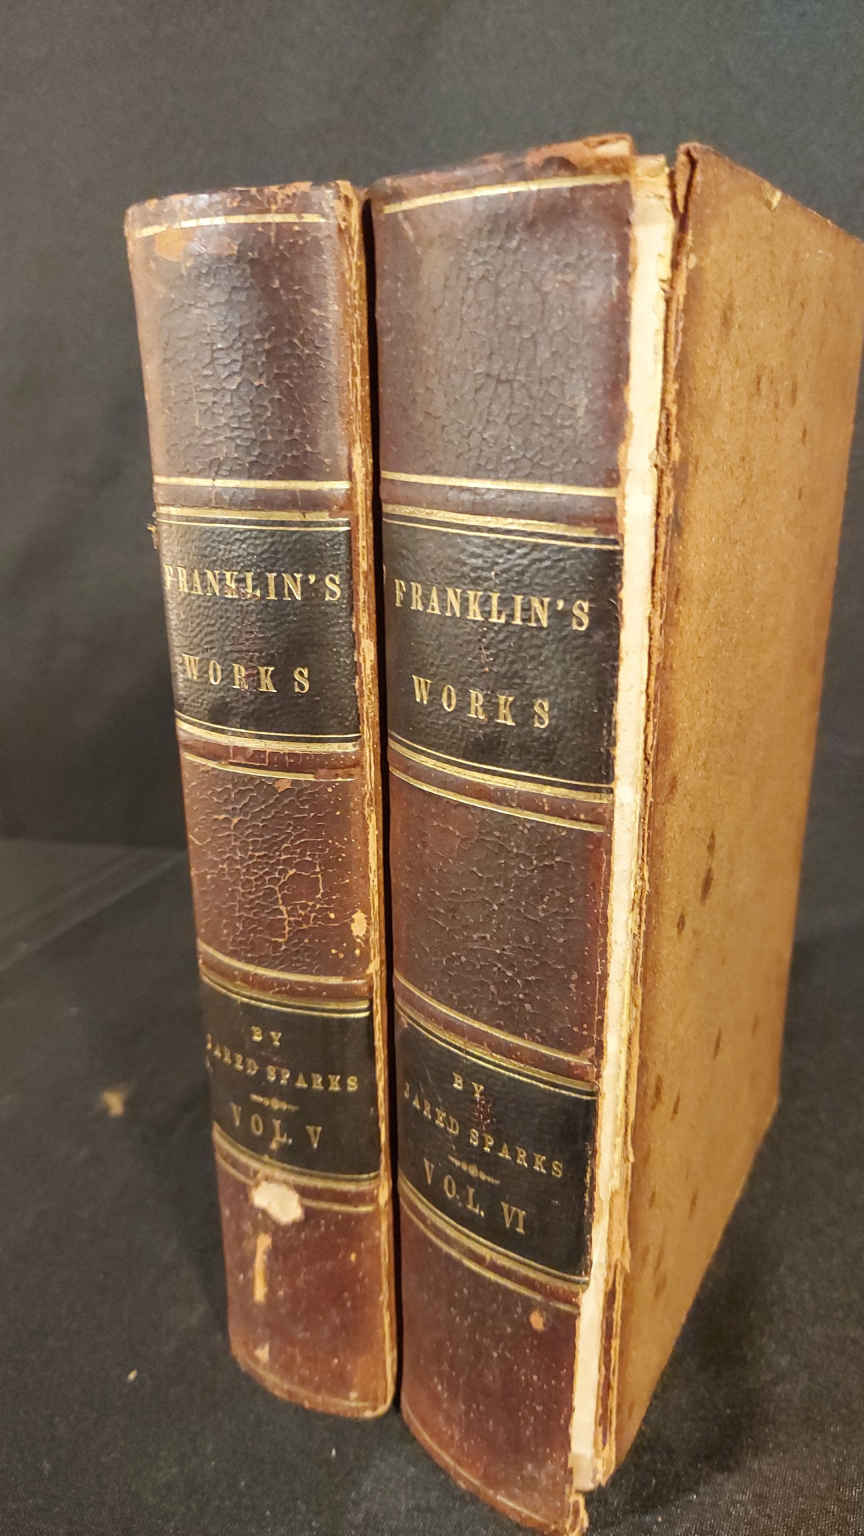 FRANKLIN'S
WORKS
BY
JARED SPARKS
VOL. V
FRANKLIN'S
WORKS
BY
JARED SPARKS
VOL. VI